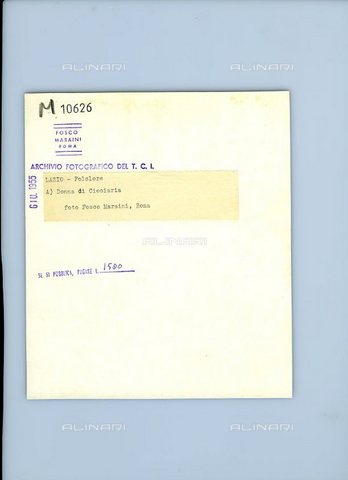 ALINARI ALINARI
M 10626
FOSCO
MARAINI
ROMA
ARCHIVIO FOTOGRAFICO DEL T. C. I.
6 LUG. 1955
LAZIO - Folclore
A) Donna di Ciociaria
foto Fosco Maraini, Roma
ALINARI
SE SI PUBBLICA, PAGARE L. 1500
ALINARI ALINARI